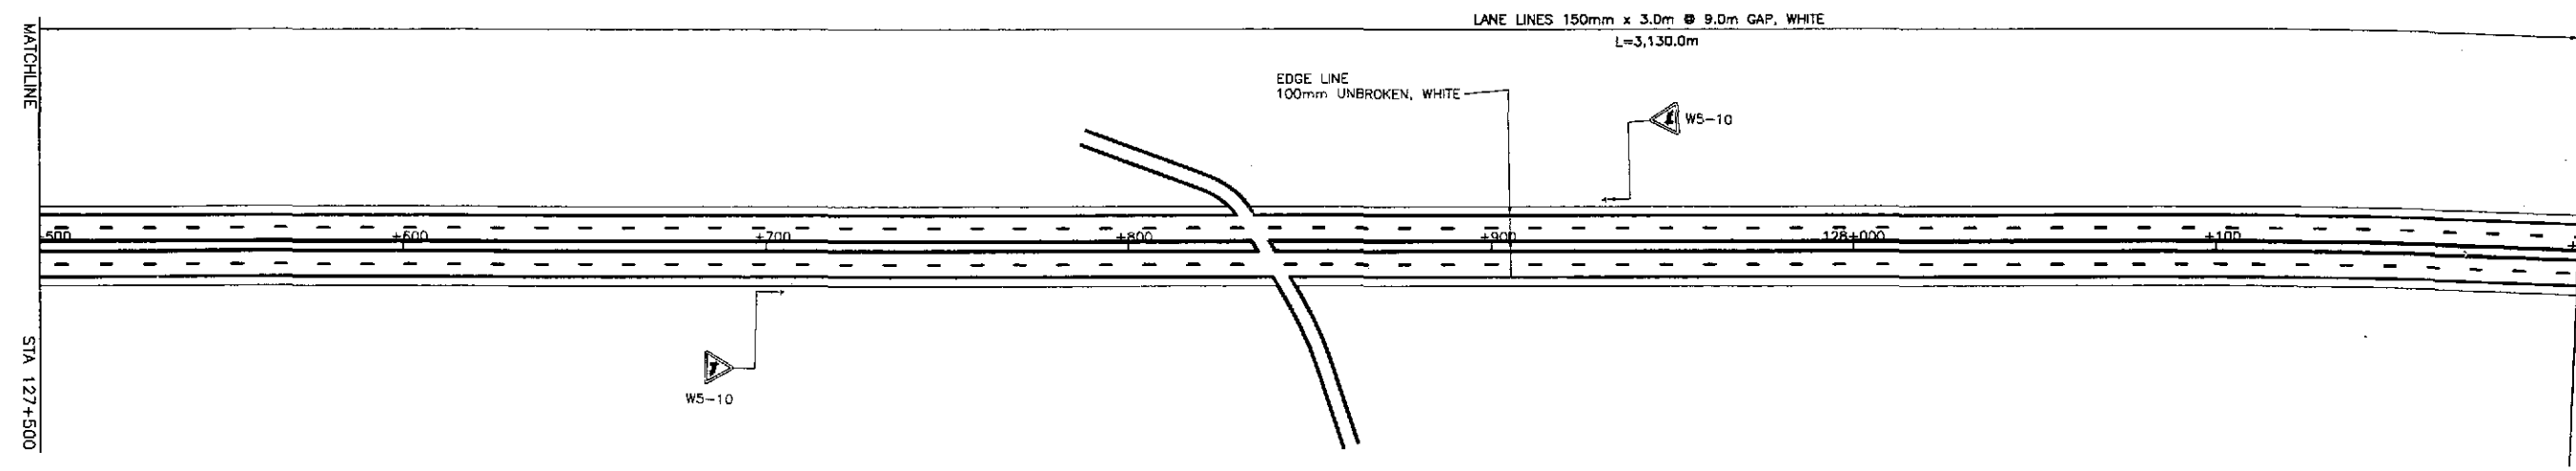 LANE LINES 150mm x 3.0m @ 9.0m GAP, WHITE
L=3,130.0m
MATCHLINE
EDGE LINE
100mm UNBROKEN, WHITE
W5-10
+500
+600
+700
+800
+900
128+000
+100
W5-10
STA 127+500